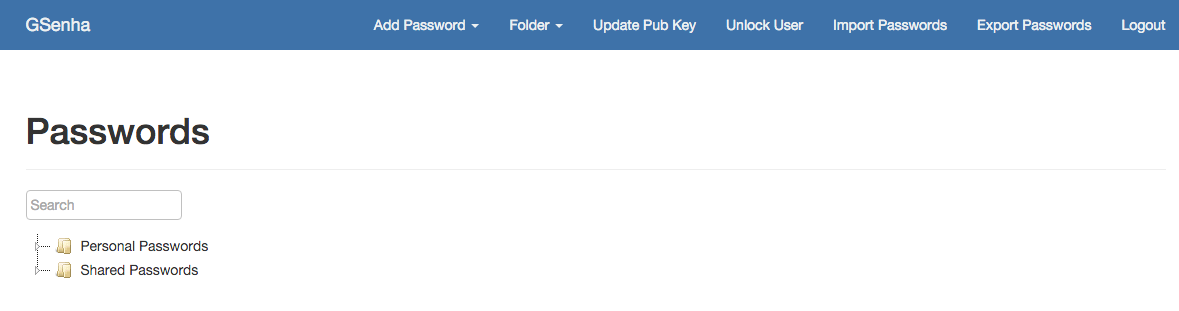 GSenha Add Password Folder Update Pub Key Unlock User Import Passwords Export Passwords Logout
Passwords
Search
Personal Passwords
Shared Passwords